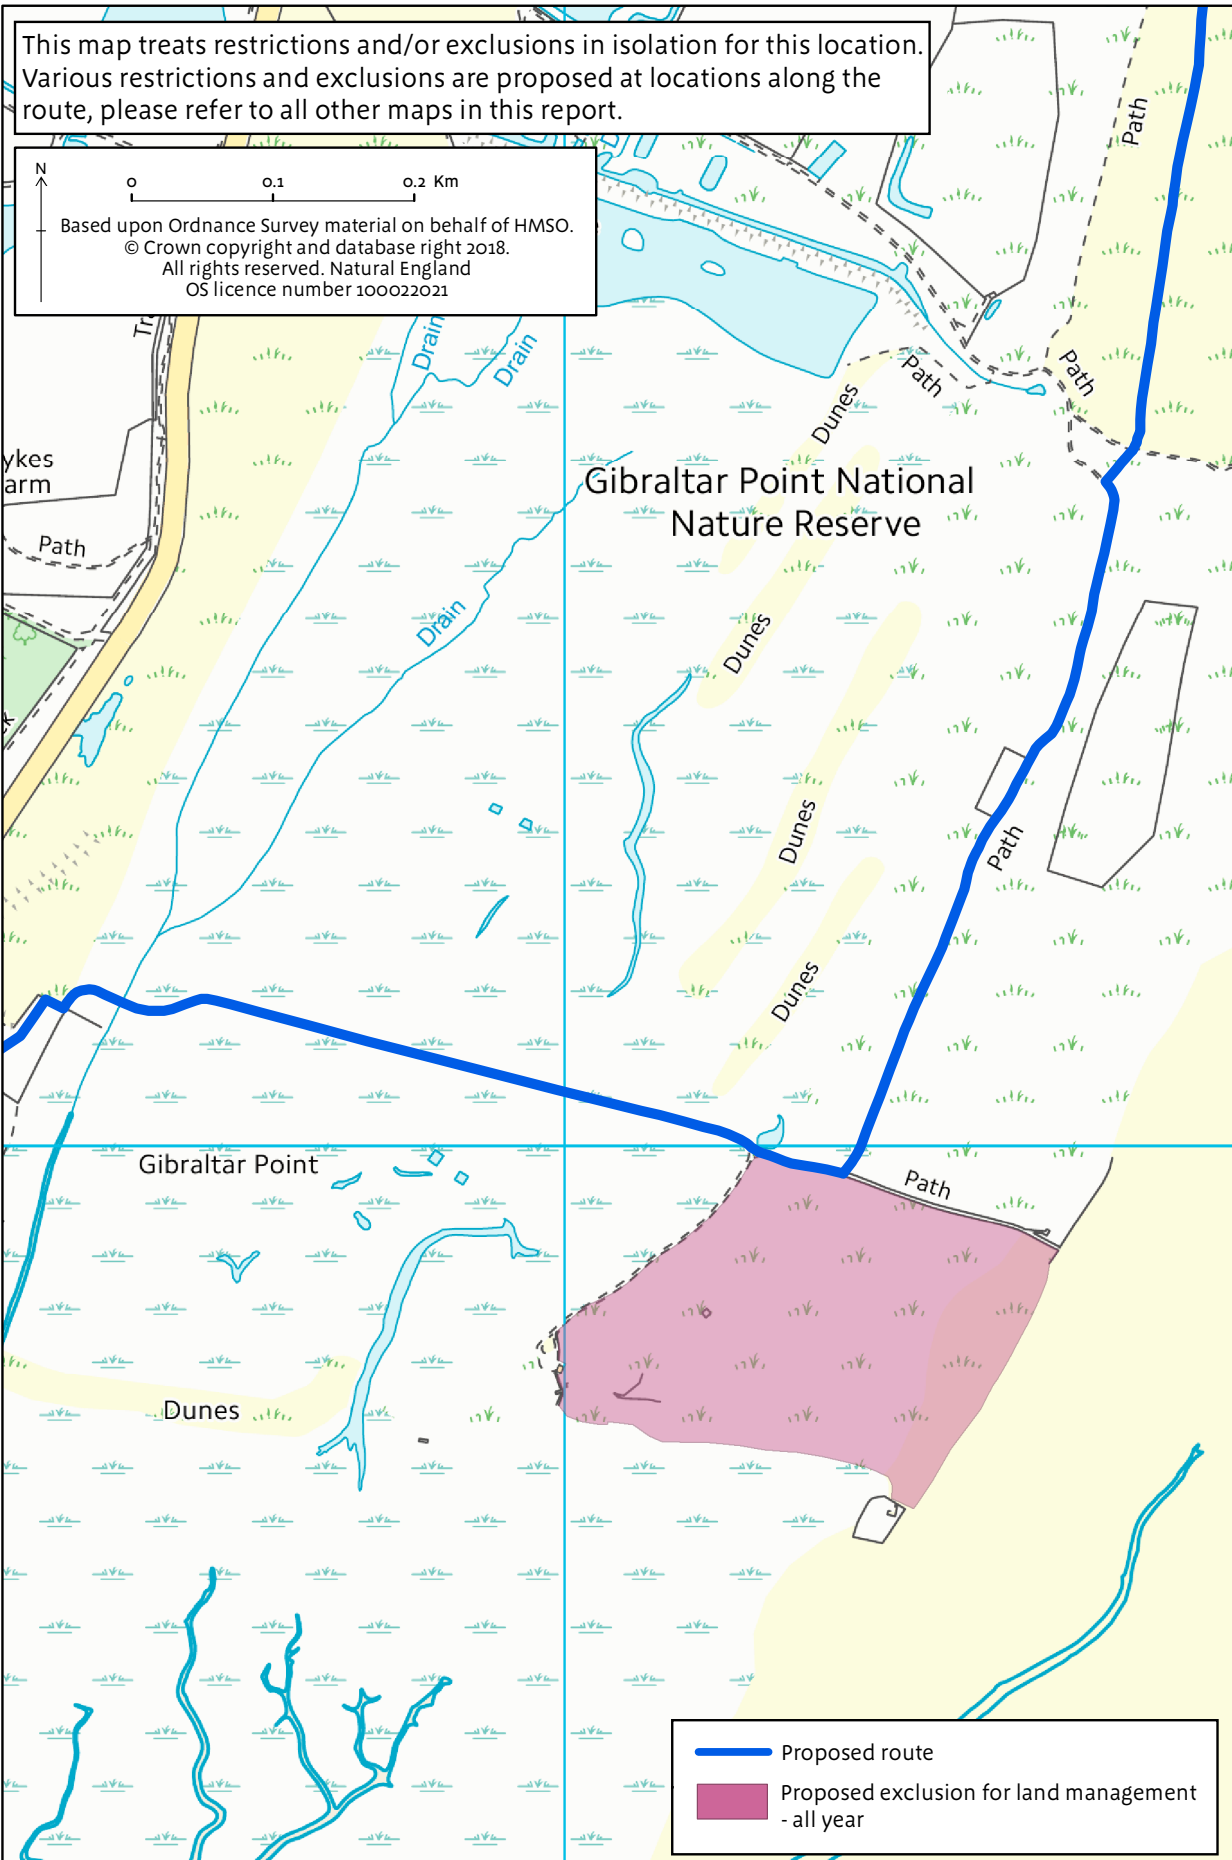 This map treats restrictions and/or exclusions in isolation for this location.
Various restrictions and exclusions are proposed at locations along the
route, please refer to all other maps in this report.
N
0 0.1 0.2 Km
Based upon Ordnance Survey material on behalf of HMSO.
© Crown copyright and database right 2018.
All rights reserved. Natural England
OS licence number 100022021
Path
Drain
Drain
Path
Path
Dunes
ykes
arm
Gibraltar Point National
Nature Reserve
Path
Drain
Dunes
Dunes
Path
Dunes
Gibraltar Point
Path
Dunes
Proposed route
Proposed exclusion for land management
- all year